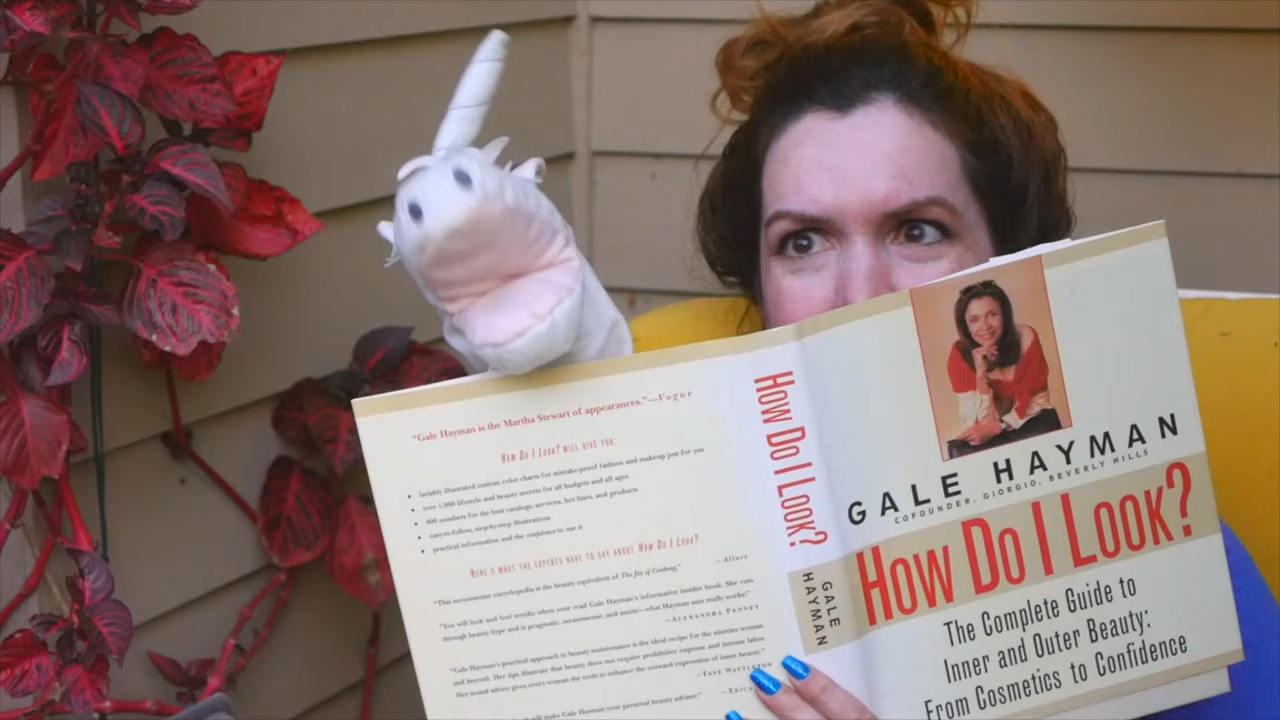 "Gale Hayman is the Martha Stewart of appearances."—Vogue
HOW DO I LOOK? WILL GIVE YOU:
• lavishly illustrated custom color charts for mistake-proof fashion and makeup just for you
• over 1,000 lifestyle and beauty secrets for all budgets and all ages
• 800 numbers for the best catalogs, services, hot lines, and products
• easy-to-follow, step-by-step illustrations
• practical information and the confidence to use it
HERE'S WHAT THE EXPERTS HAVE TO SAY ABOUT HOW DO I LOOK?
"This no-nonsense encyclopedia is the beauty equivalent of The Joy of Cooking."
—Allure
"You will look and feel terrific when your read Gale Hayman's informative insides book. She cuts
through beauty hype and is pragmatic, no-nonsense, and astute—what Hayman says really works!"
—ALEXANDRA PENNEY
"Gale Hayman's practical approach to beauty maintenance is the ideal recipe for the nineties woman
and beyond. Her tips illustrate that beauty does not require prohibitive expense and intense labor.
Her sound advice gives every woman the tools to enhance the outward expression of inner beauty."
—FAYE WATTLETON
will make Gale Hayman your personal beauty adviser."
HOW DO I LOOK?
GALE
HAYMAN
GALE HAYMAN
COFOUNDER, GIORGIO, BEVERLY HILLS
HOW DO I LOOK?
The Complete Guide to
Inner and Outer Beauty:
From Cosmetics to Confidence